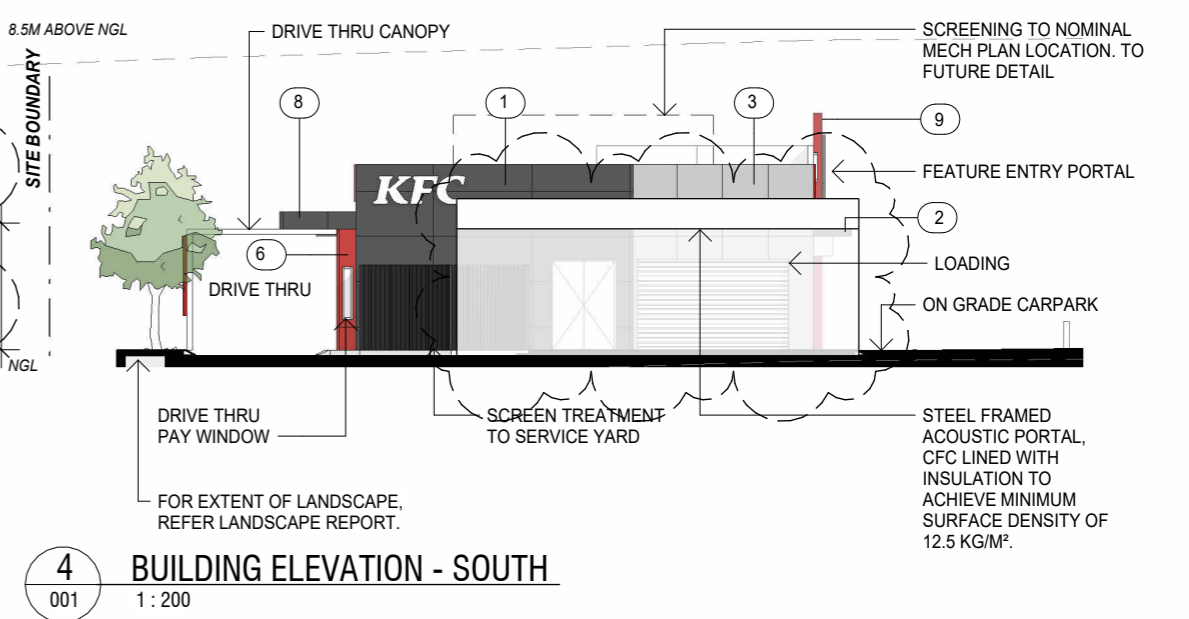 8.5M ABOVE NGL
SITE BOUNDARY
DRIVE THRU CANOPY
SCREENING TO NOMINAL
MECH PLAN LOCATION. TO
FUTURE DETAIL
8
1
3
9
FEATURE ENTRY PORTAL
KFC
2
6
LOADING
DRIVE THRU
ON GRADE CARPARK
NGL
DRIVE THRU
PAY WINDOW
SCREEN TREATMENT
TO SERVICE YARD
STEEL FRAMED
ACOUSTIC PORTAL,
CFC LINED WITH
INSULATION TO
ACHIEVE MINIMUM
SURFACE DENSITY OF
12.5 KG/M².
FOR EXTENT OF LANDSCAPE,
REFER LANDSCAPE REPORT.
4
001
BUILDING ELEVATION - SOUTH
1 : 200